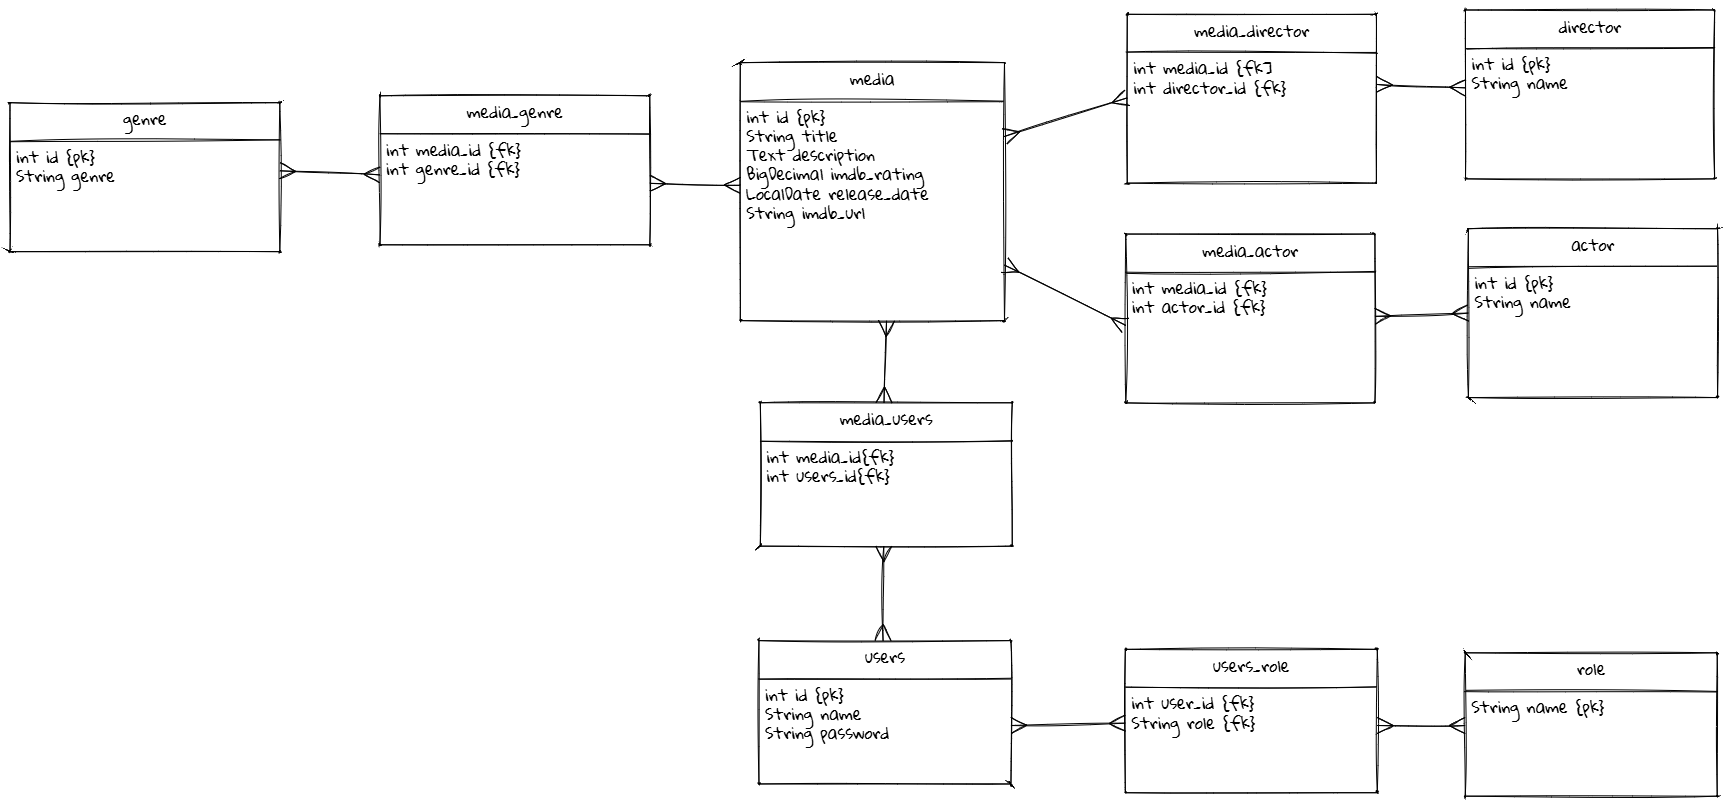 genre
int id {pk}
String genre
media_genre
int media_id {fk}
int genre_id {fk}
media
int id {pk}
String title
Text description
BigDecimal imdb_rating
LocalDate release_date
String imdb_url
media_director
int media_id {fk]
int director_id {fk}
director
int id {pk}
String name
media_actor
int media_id {fk}
int actor_id {fk}
actor
int id {pk}
String name
media_users
int media_id{fk}
int users_id{fk}
users
int id {pk}
String name
String password
users_role
int user_id {fk}
String role {fk}
role
String name {pk}